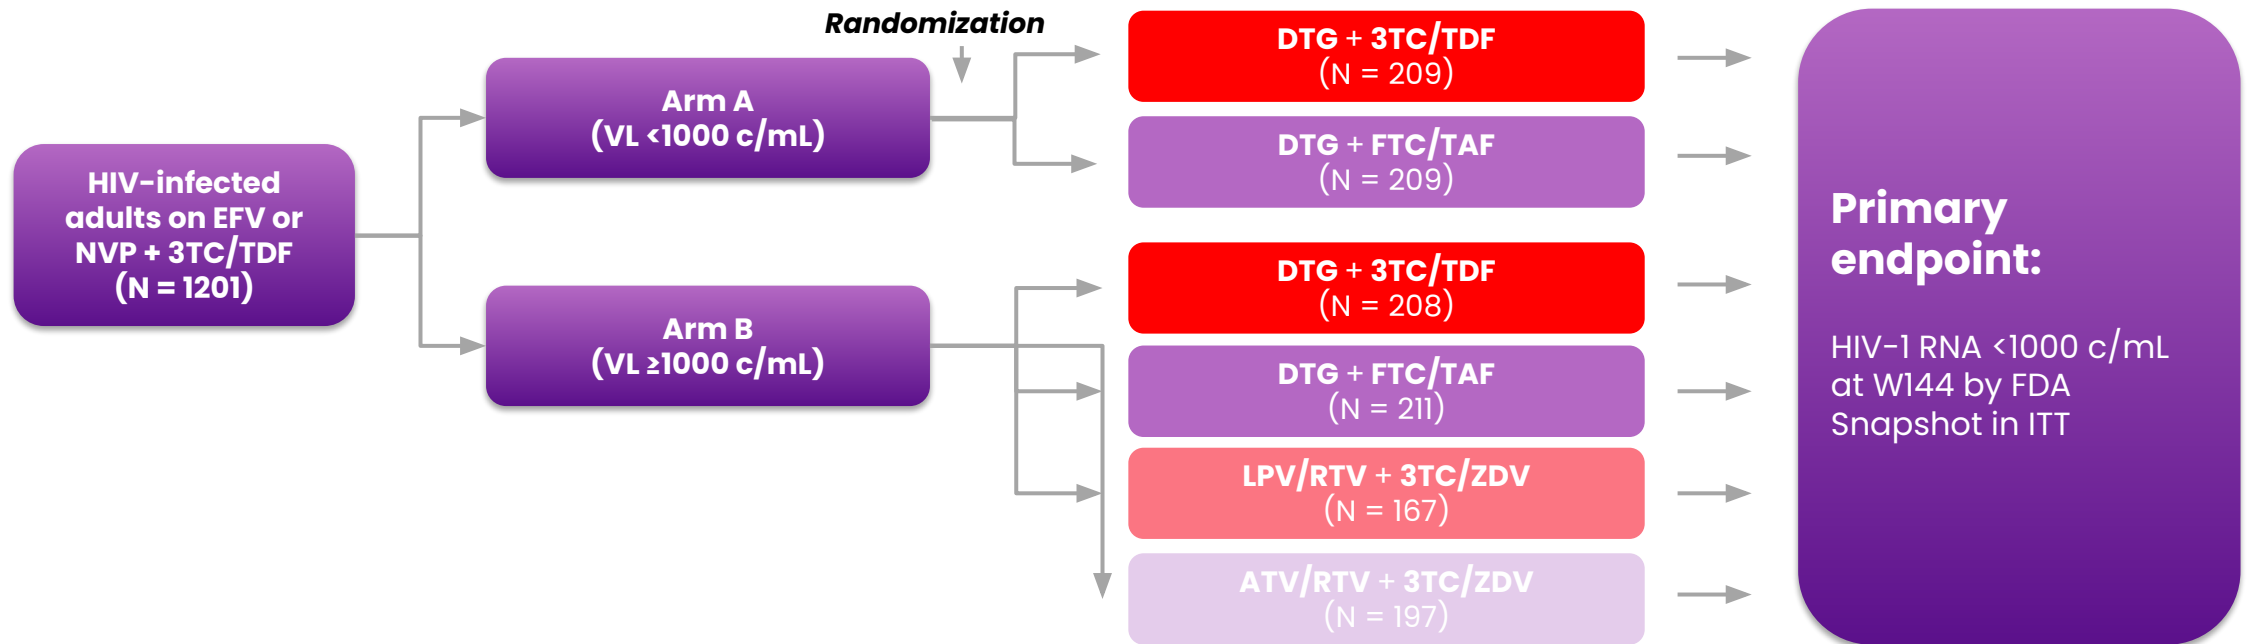 Randomization
HIV-infected
adults on EFV or
NVP + 3TC/TDF
(N = 1201)
Arm A
(VL <1000 c/mL)
Arm B
(VL ≥1000 c/mL)
DTG + 3TC/TDF
(N = 209)
DTG + FTC/TAF
(N = 209)
DTG + 3TC/TDF
(N = 208)
DTG + FTC/TAF
(N = 211)
LPV/RTV + 3TC/ZDV
(N = 167)
ATV/RTV + 3TC/ZDV
(N = 197)
Primary
endpoint:
HIV-1 RNA <1000 c/mL
at W144 by FDA
Snapshot in ITT